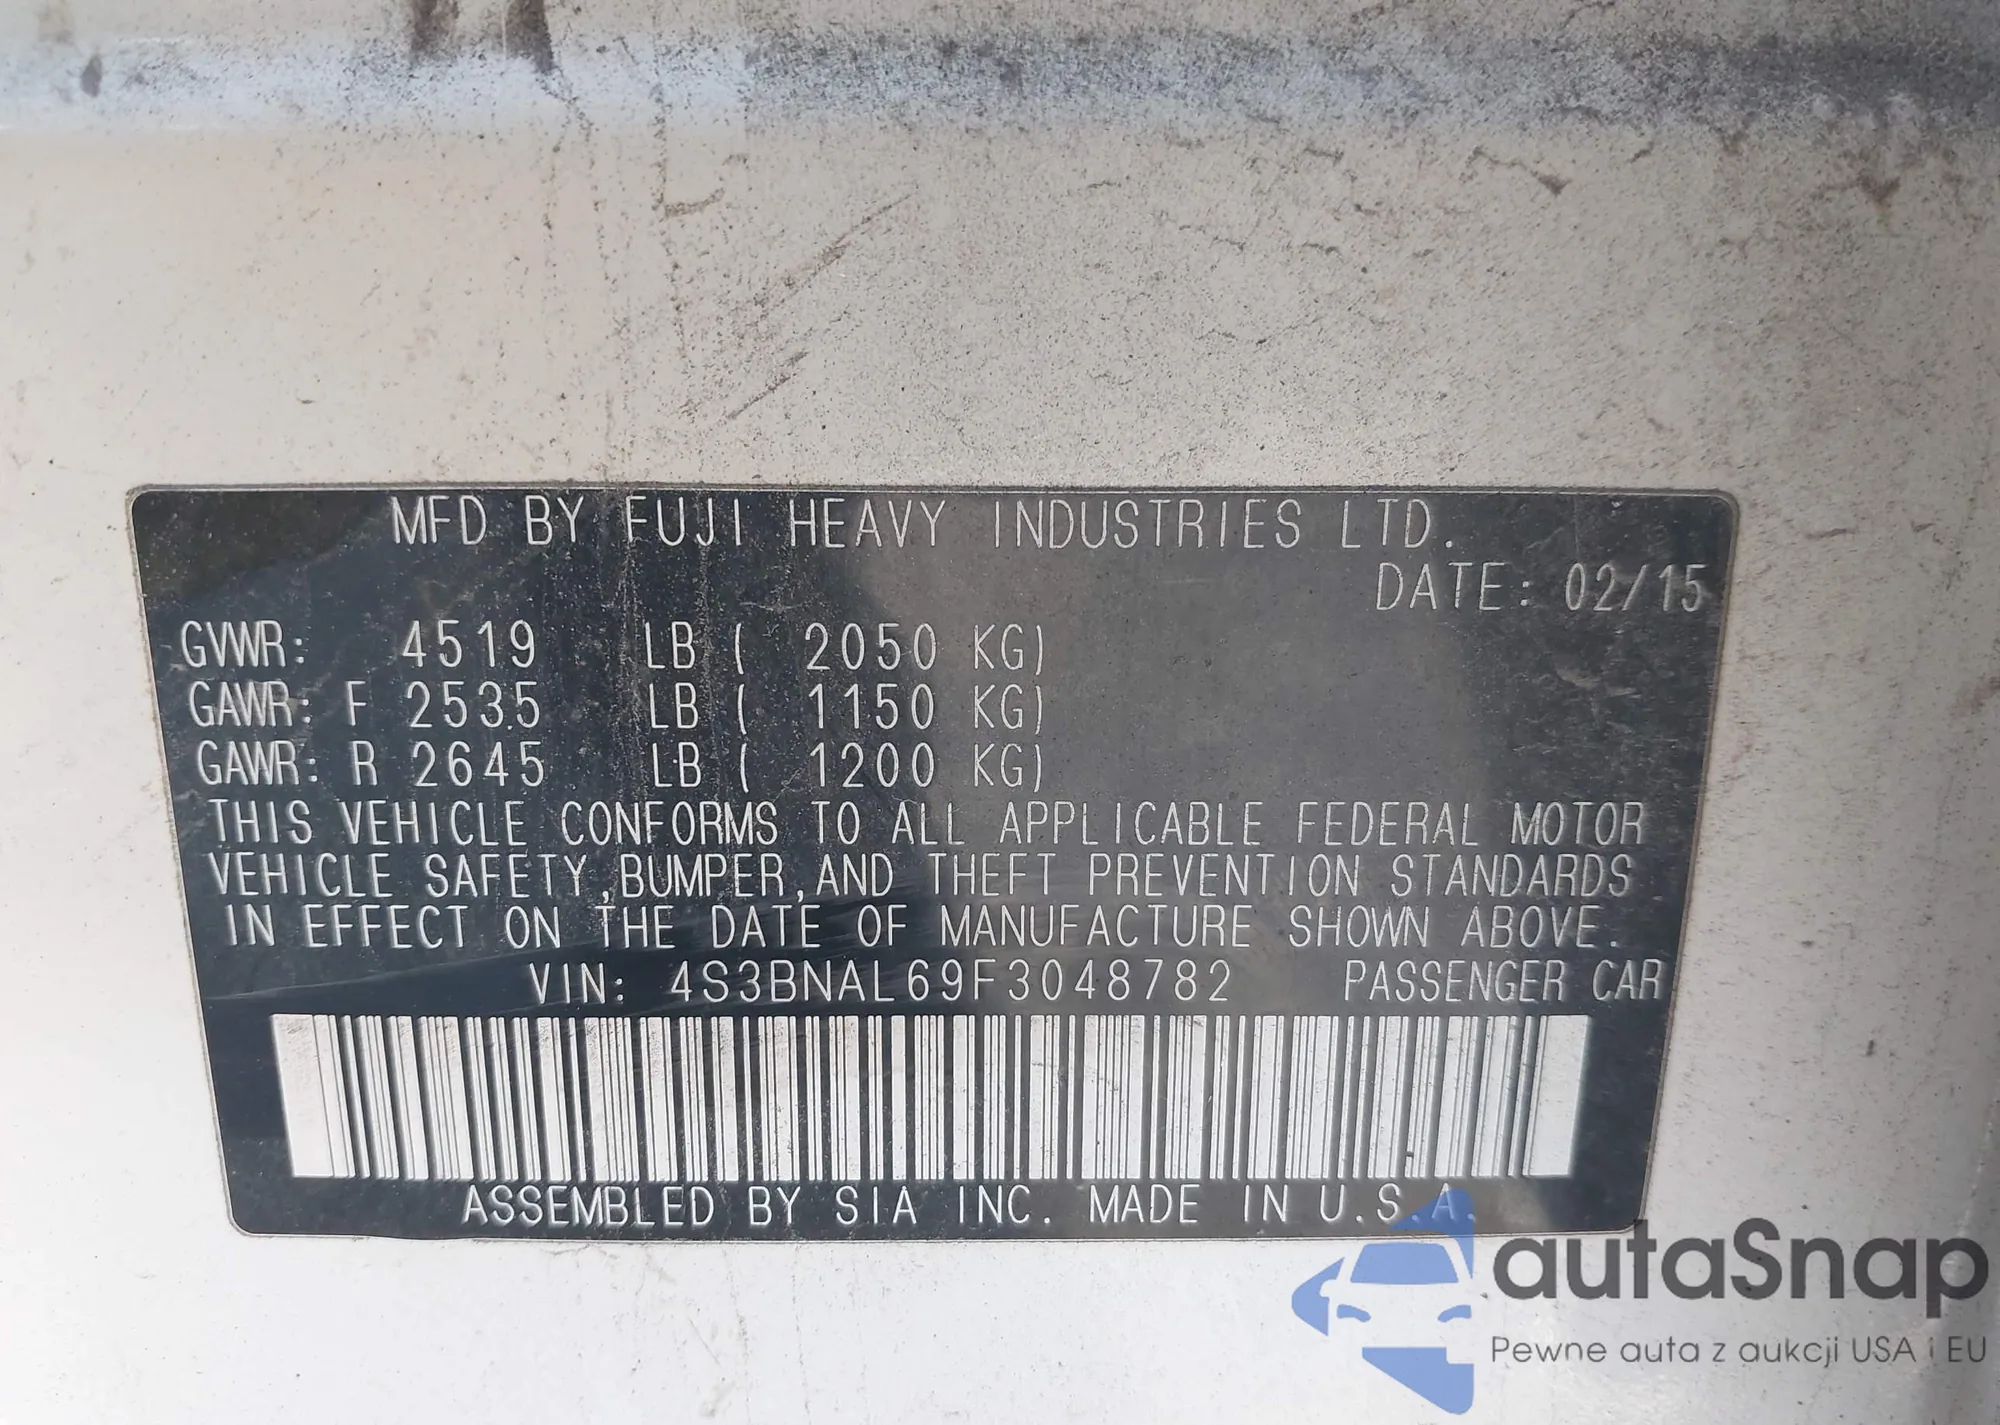 MFD BY FUJI HEAVY INDUSTRIES LTD.
DATE: 02/15
GVWR: 4519 LB ( 2050 KG)
GAWR: F 2535 LB ( 1150 KG)
GAWR: R 2645 LB ( 1200 KG)
THIS VEHICLE CONFORMS TO ALL APPLICABLE FEDERAL MOTOR
VEHICLE SAFETY,BUMPER,AND THEFT PREVENTION STANDARDS
IN EFFECT ON THE DATE OF MANUFACTURE SHOWN ABOVE.
VIN: 4S3BNAL69F3048782 PASSENGER CAR
ASSEMBLED BY SIA INC. MADE IN U.S.A.
autaSnap
Pewne auta z aukcji USA i EU